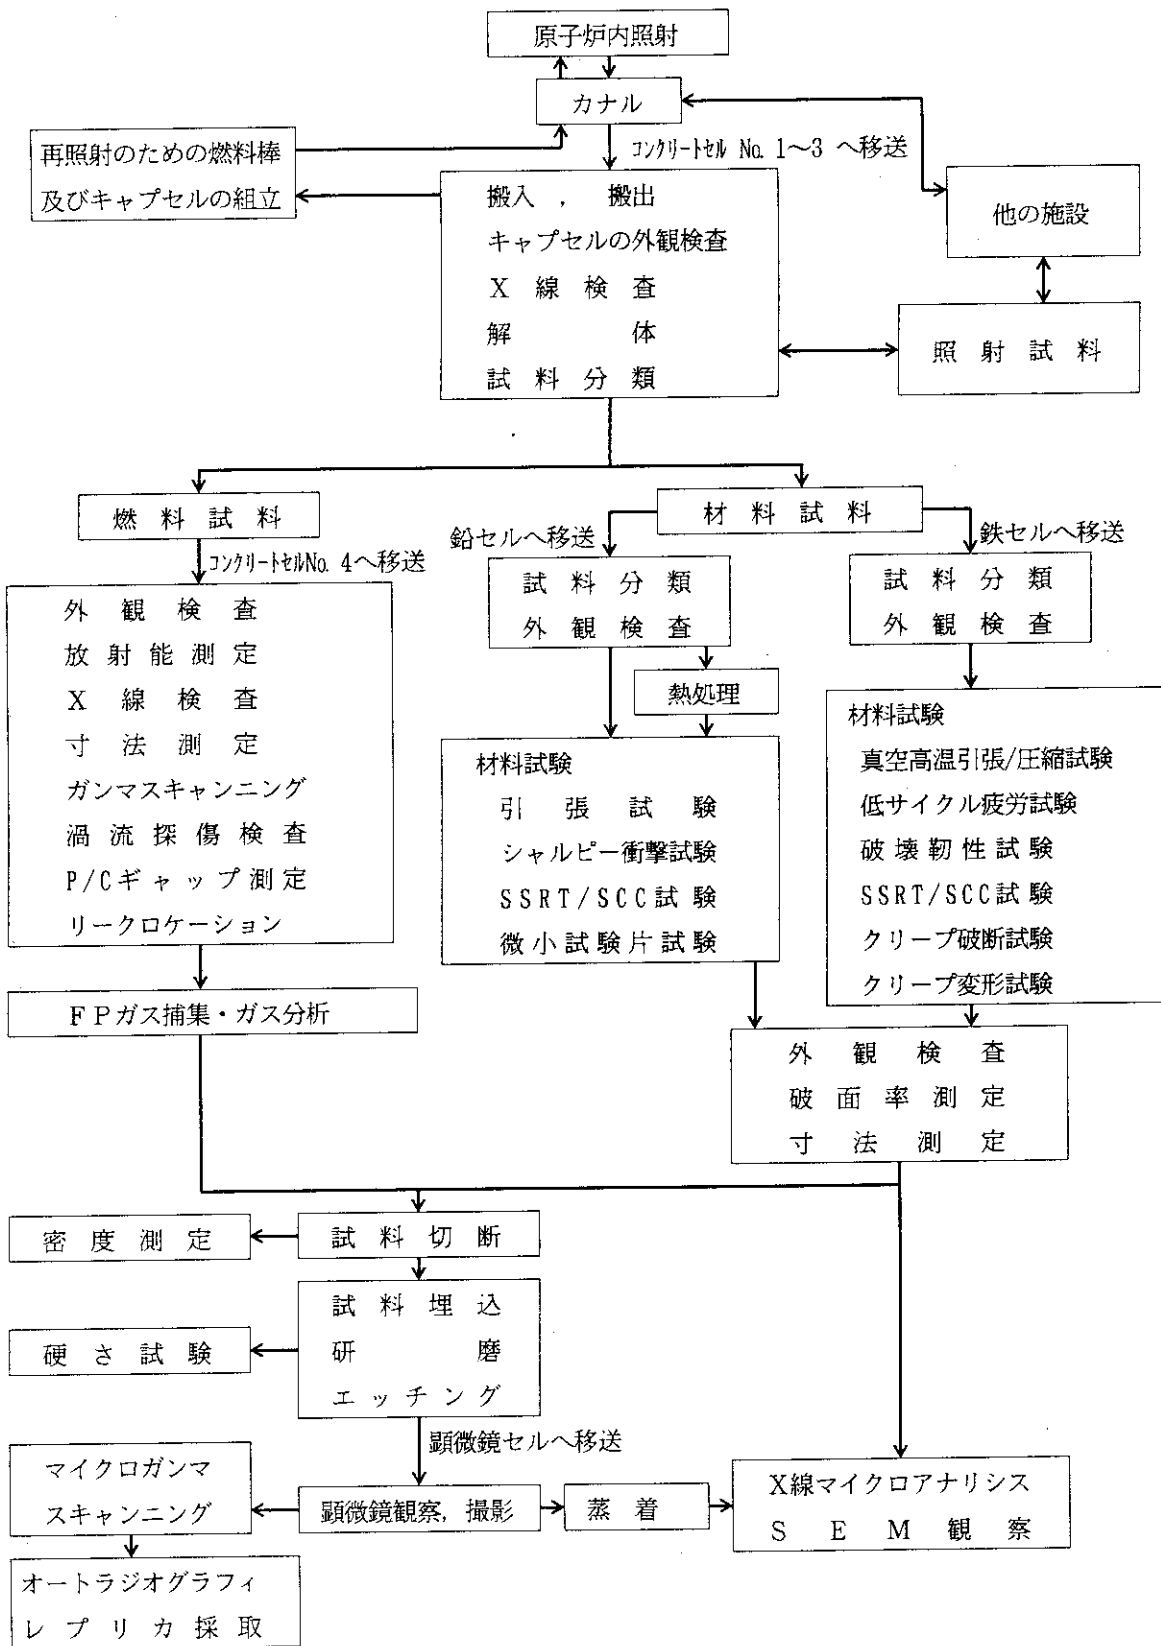 原子炉内照射
カナル
コンクリートセル No. 1～3 へ移送
再照射のための燃料棒
及びキャプセルの組立
搬入 ， 搬出
キャプセルの外観検査
X 線 検 査
解 体
試 料 分 類
他の施設
照 射 試 料
燃 料 試 料
コンクリートセルNo. 4へ移送
外 観 検 査
放 射 能 測 定
X 線 検 査
寸 法 測 定
ガンマスキャンニング
渦 流 探 傷 検 査
P/Cギャップ測定
リークロケーション
FPガス捕集・ガス分析
材 料 試 料
鉛セルへ移送
試 料 分 類
外 観 検 査
熱処理
材料試験
引 張 試 験
シャルピー衝撃試験
SSRT/SCC試験
微小試験片試験
鉄セルへ移送
試 料 分 類
外 観 検 査
材料試験
真空高温引張/圧縮試験
低サイクル疲労試験
破壊靭性試験
SSRT/SCC試験
クリープ破断試験
クリープ変形試験
外 観 検 査
破 面 率 測 定
寸 法 測 定
密 度 測 定
試 料 切 断
試 料 埋 込
研 磨
エ ッ チ ン グ
硬 さ 試 験
顕微鏡セルへ移送
マイクロガンマ
スキャンニング
顕微鏡観察，撮影
蒸 着
X線マイクロアナリシス
S E M 観 察
オートラジオグラフィ
レ プ リ カ 採 取